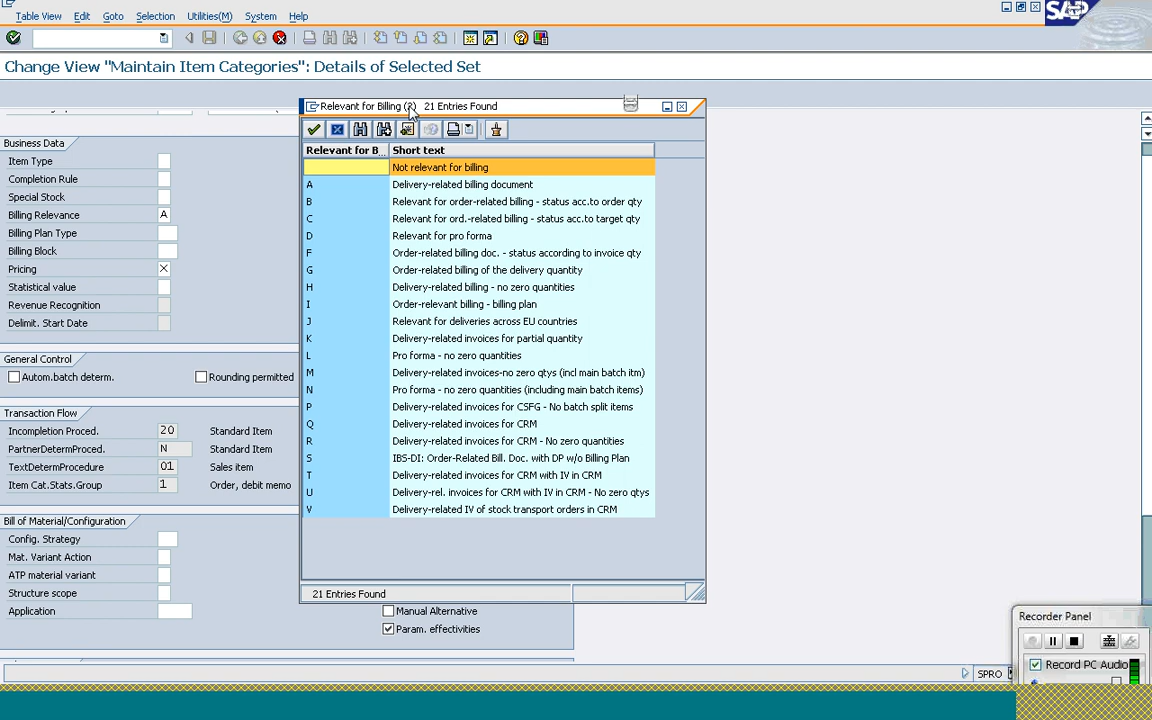 Table View Edit Goto Selection Utilities(M) System Help
SAP
Change View "Maintain Item Categories": Details of Selected Set
Business Data
Item Type
Completion Rule
Special Stock
Billing Relevance A
Billing Plan Type
Billing Block
Pricing X
Statistical value
Revenue Recognition
Delimit. Start Date
General Control
Autom.batch determ. Rounding permitted
Transaction Flow
Incompletion Proced. 20 Standard Item
PartnerDetermProced. N Standard Item
TextDetermProcedure 01 Sales item
Item Cat.Stats.Group 1 Order, debit memo
Bill of Material/Configuration
Config. Strategy
Mat. Variant Action
ATP material variant
Structure scope
Application
Manual Alternative
Param. effectivities
Relevant for Billing (2) 21 Entries Found
Relevant for B... Short text
Not relevant for billing
A Delivery-related billing document
B Relevant for order-related billing - status acc.to order qty
C Relevant for ord.-related billing - status acc.to target qty
D Relevant for pro forma
F Order-related billing doc. - status according to invoice qty
G Order-related billing of the delivery quantity
H Delivery-related billing - no zero quantities
I Order-relevant billing - billing plan
J Relevant for deliveries across EU countries
K Delivery-related invoices for partial quantity
L Pro forma - no zero quantities
M Delivery-related invoices-no zero qtys (incl main batch itm)
N Pro forma - no zero quantities (including main batch items)
P Delivery-related invoices for CSFG - No batch split items
Q Delivery-related invoices for CRM
R Delivery-related invoices for CRM - No zero quantities
S IBS-DI: Order-Related Bill. Doc. with DP w/o Billing Plan
T Delivery-related invoices for CRM with IV in CRM
U Delivery-rel. invoices for CRM with IV in CRM - No zero qtys
V Delivery-related IV of stock transport orders in CRM
21 Entries Found
Recorder Panel
Record PC Audio
SPRO